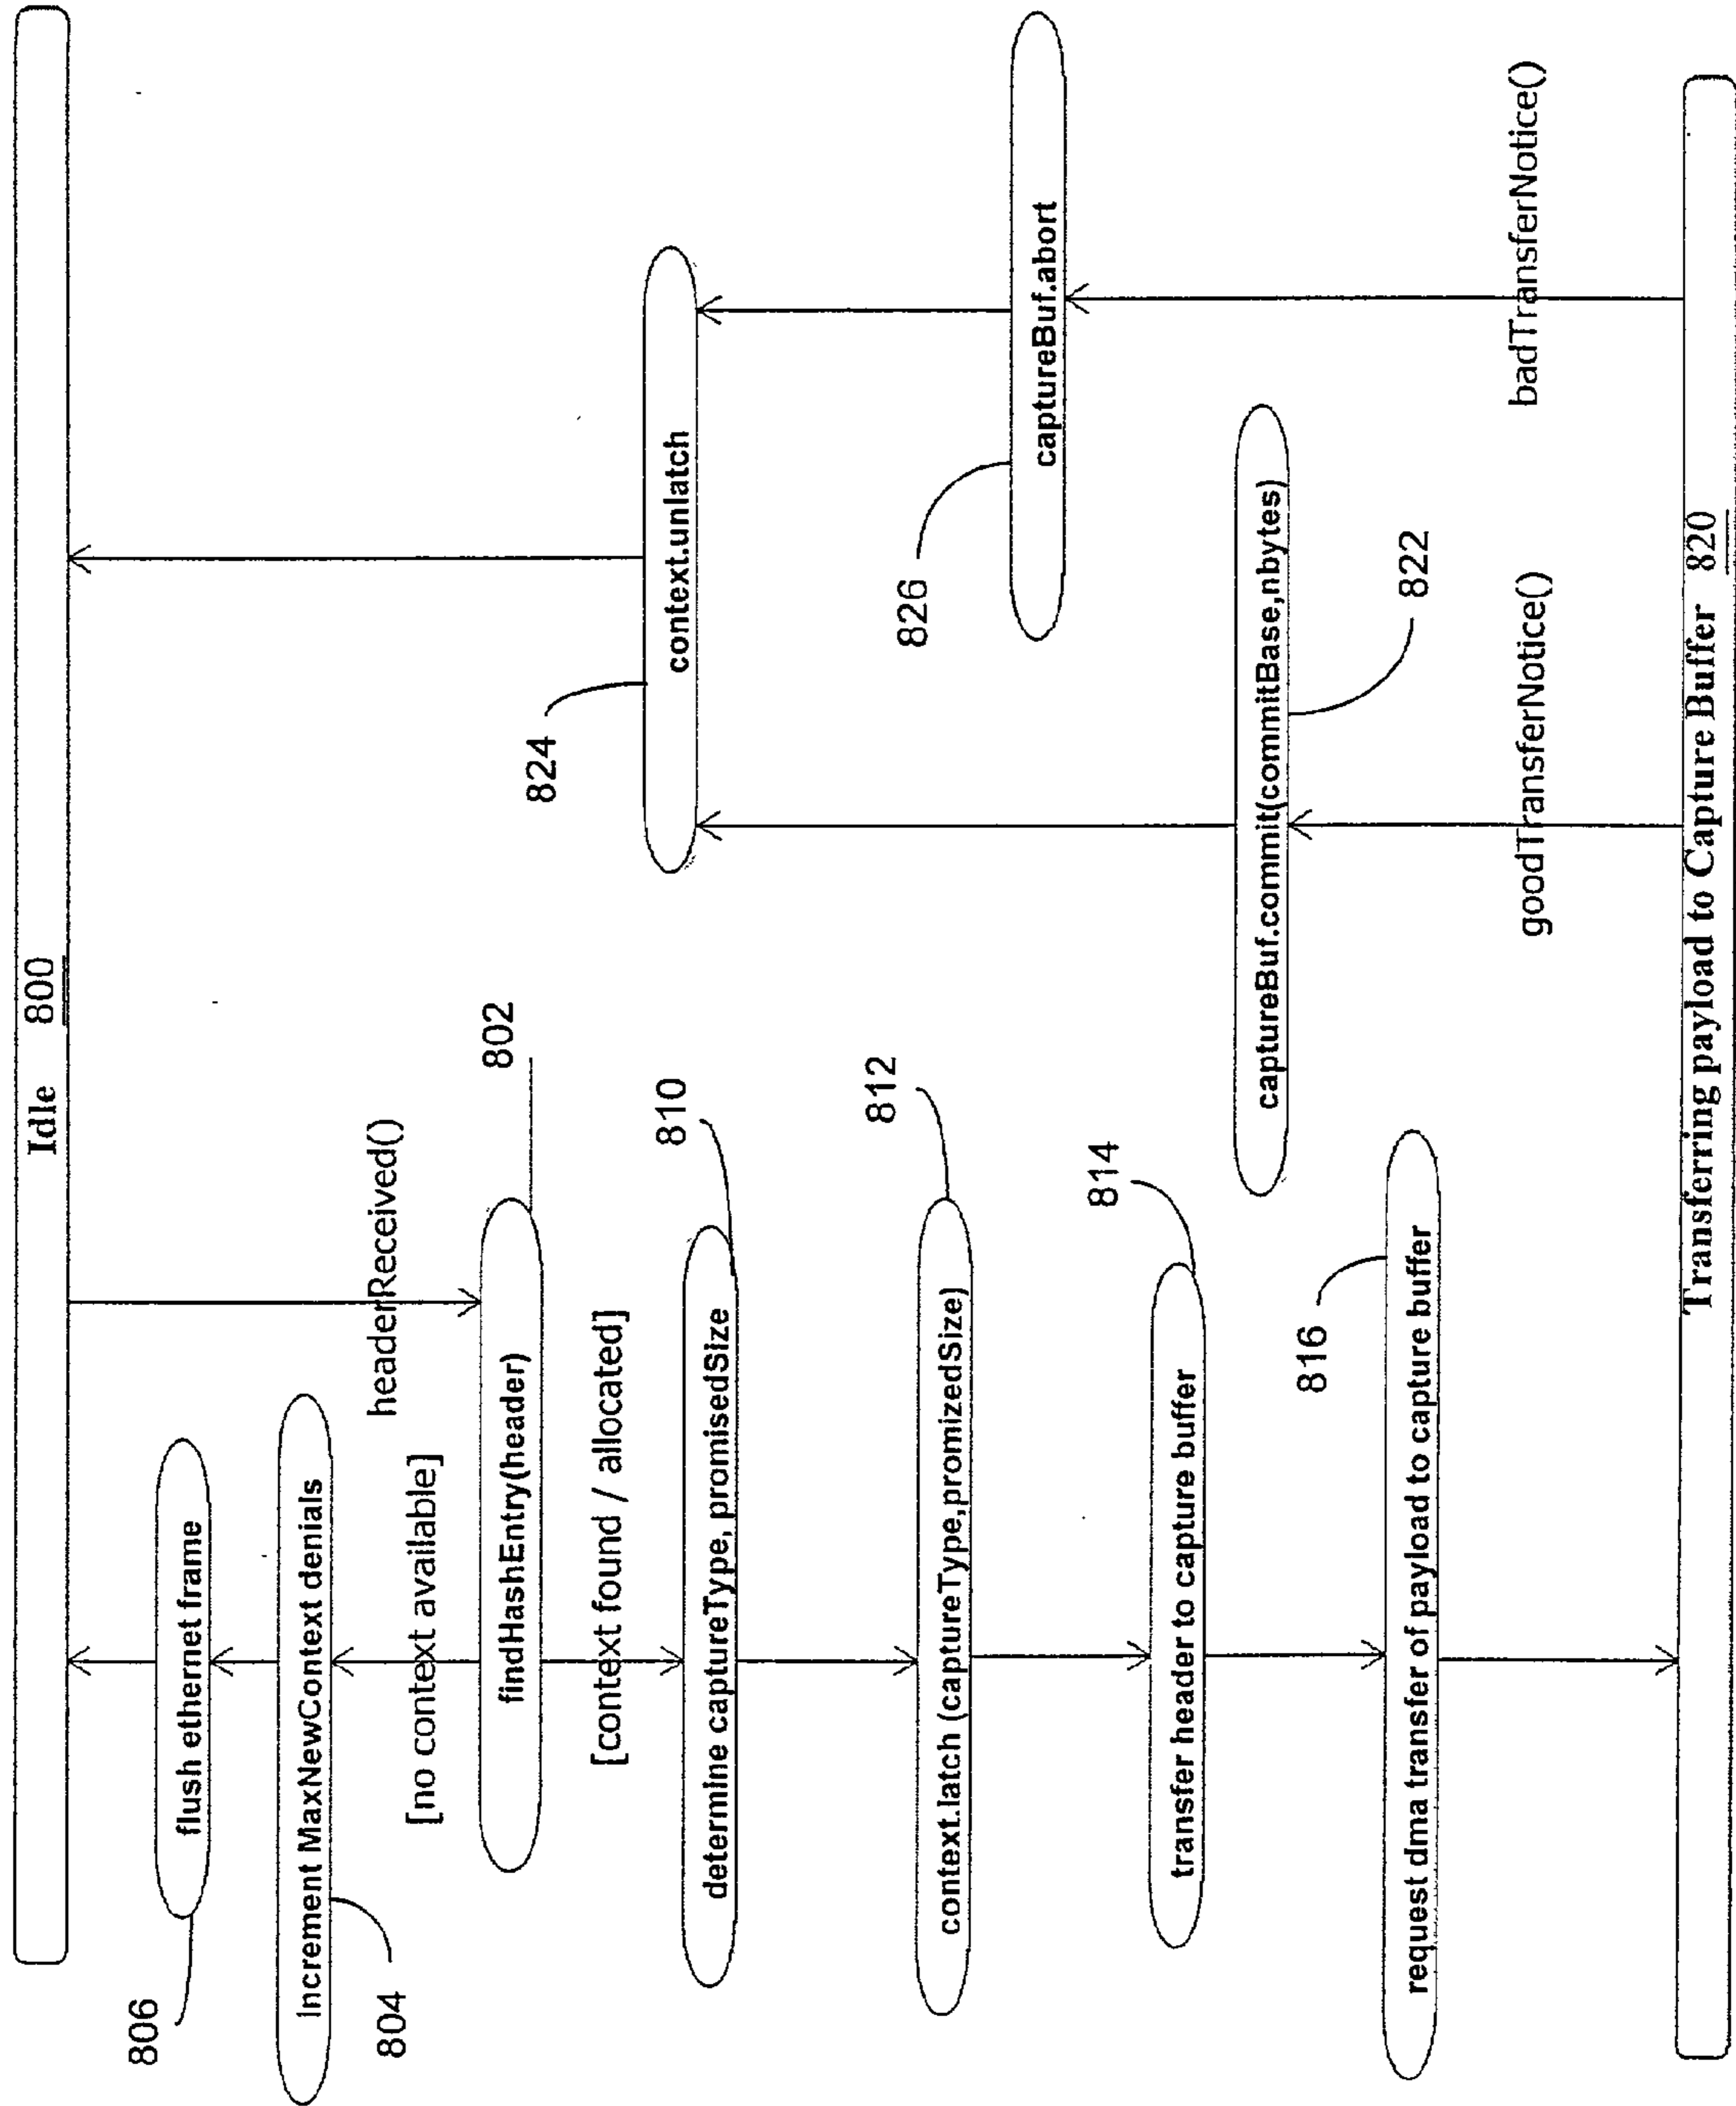 Idle 800
806
flush ethernet frame
804
Increment MaxNewContext denials
[no context available]
headerReceived()
802
findHashEntry(header)
[context found / allocated]
810
determine captureType, promisedSize
812
context.latch (captureType,promizedSize)
814
transfer header to capture buffer
816
request dma transfer of payload to capture buffer
824
context.unlatch
826
captureBuf.abort
captureBuf.commit(commitBase,nbytes)
822
goodTransferNotice()
badTransferNotice()
Transferring payload to Capture Buffer 820